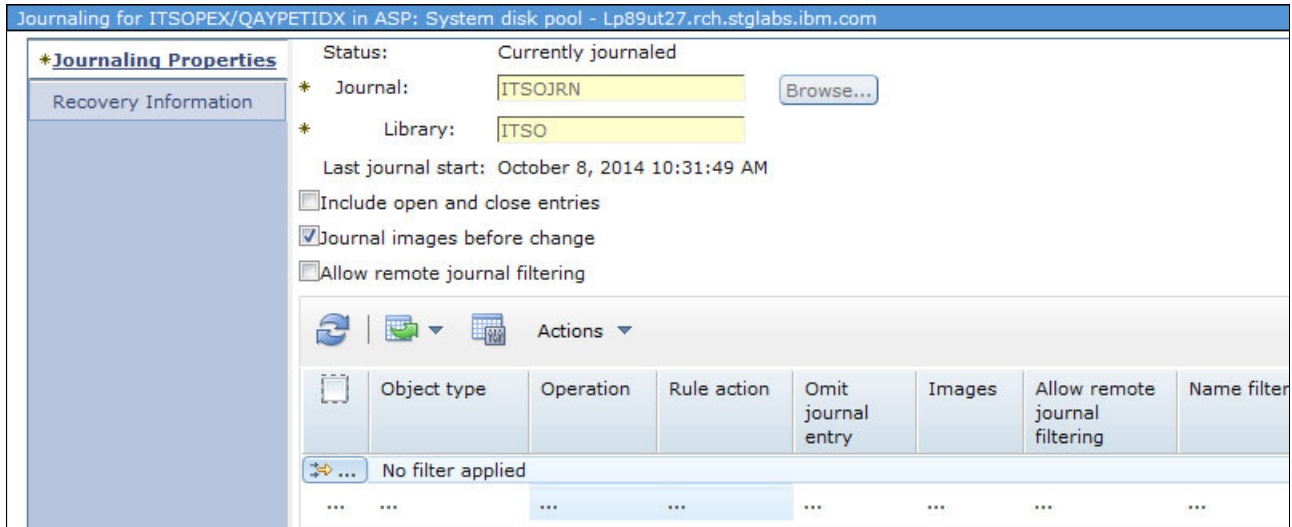 Journaling for ITSOPEX/QAYPETIDX in ASP: System disk pool - Lp89ut27.rch.stglabs.ibm.com
*Journaling Properties
Recovery Information
Status: Currently journaled
* Journal: ITSOJRN Browse...
* Library: ITSO
Last journal start: October 8, 2014 10:31:49 AM
Include open and close entries
Journal images before change
Allow remote journal filtering
Actions
Object type Operation Rule action Omit journal entry Images Allow remote journal filtering Name filter
... No filter applied
... ... ... ... ... ... ... ...